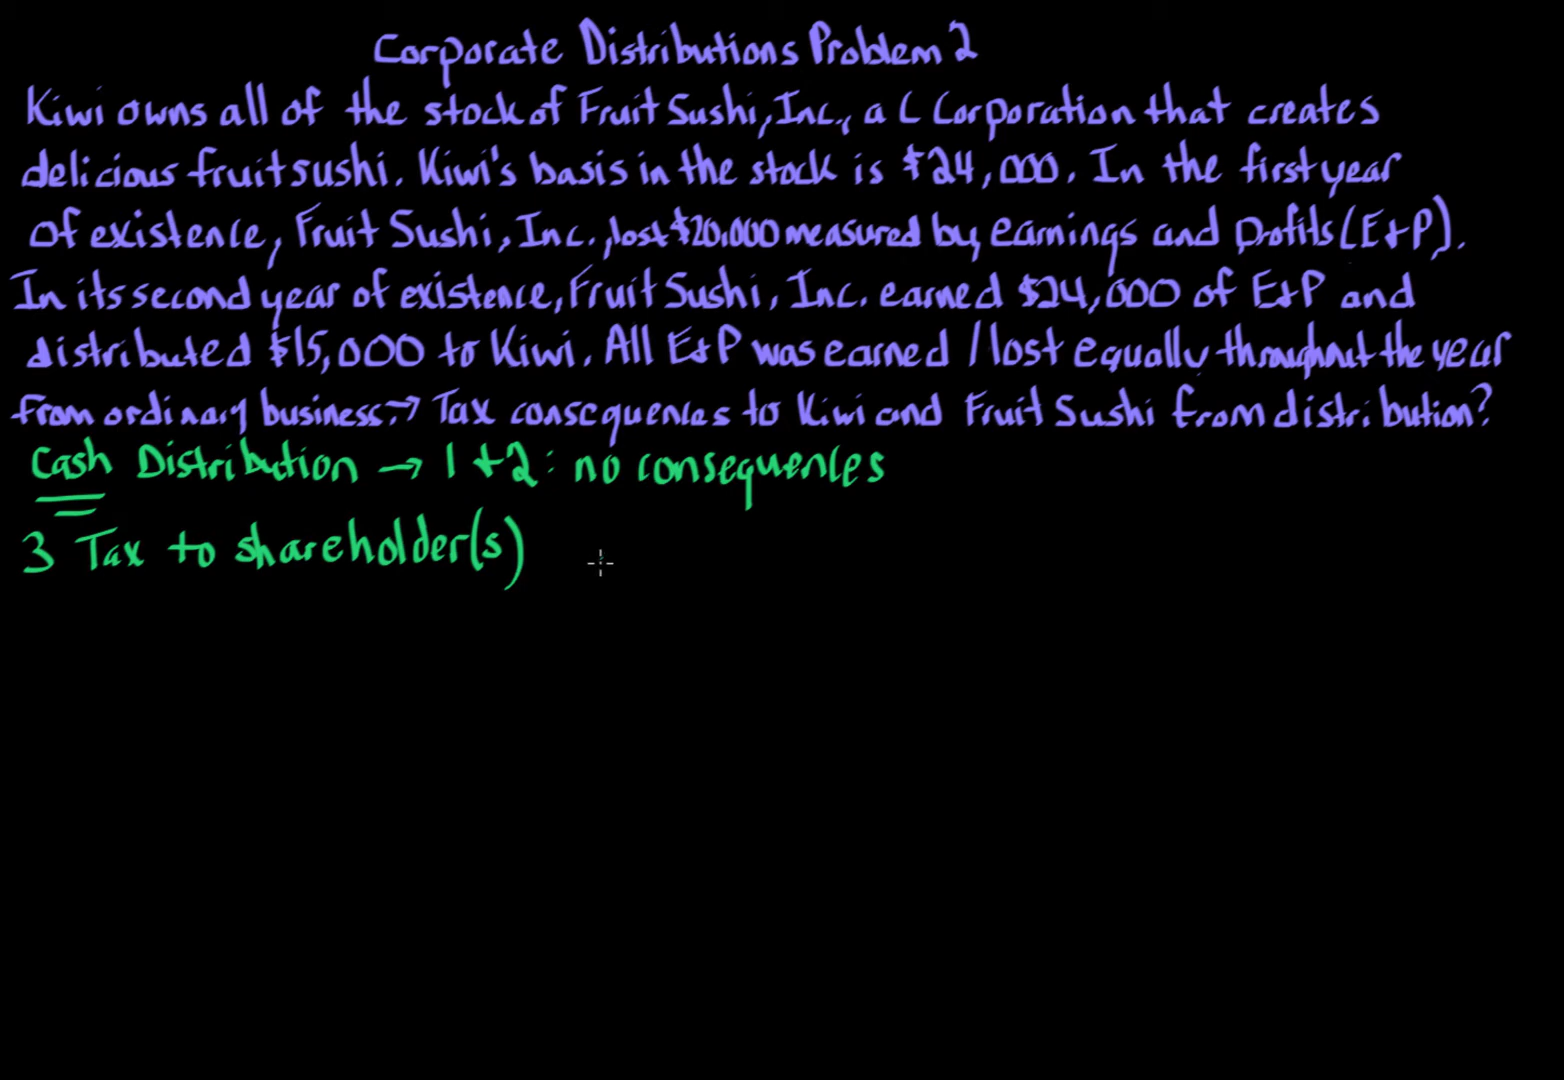 Corporate Distributions Problem 2
Kiwi owns all of the stock of Fruit Sushi, Inc., a C Corporation that creates
delicious fruit sushi. Kiwi's basis in the stock is $24,000. In the first year
of existence, Fruit Sushi, Inc., lost $20,000 measured by earnings and profits (E+P).
In its second year of existence, Fruit Sushi, Inc. earned $24,000 of E+P and
distributed $15,000 to Kiwi. All E+P was earned / lost equally throughout the year
from ordinary business. → Tax consequences to Kiwi and Fruit Sushi from distribution?
Cash Distribution → 1 + 2: no consequences
3 Tax to shareholder(s)